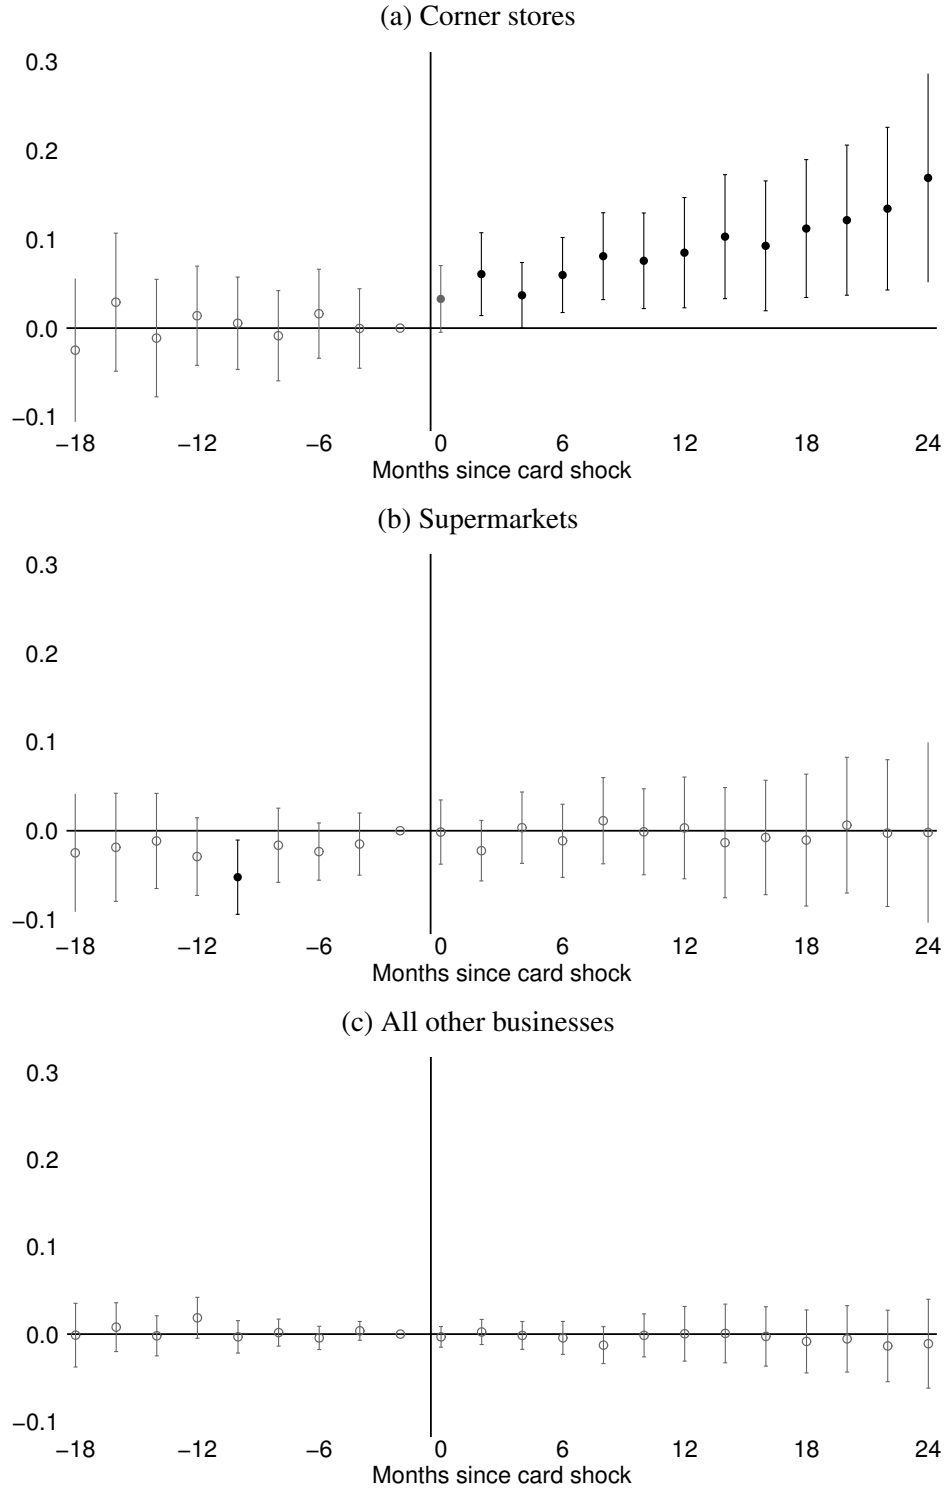 (a) Corner stores
0.3
0.2
0.1
0.0
−0.1
−18 −12 −6 0 6 12 18 24
Months since card shock
(b) Supermarkets
0.3
0.2
0.1
0.0
−0.1
−18 −12 −6 0 6 12 18 24
Months since card shock
(c) All other businesses
0.3
0.2
0.1
0.0
−0.1
−18 −12 −6 0 6 12 18 24
Months since card shock